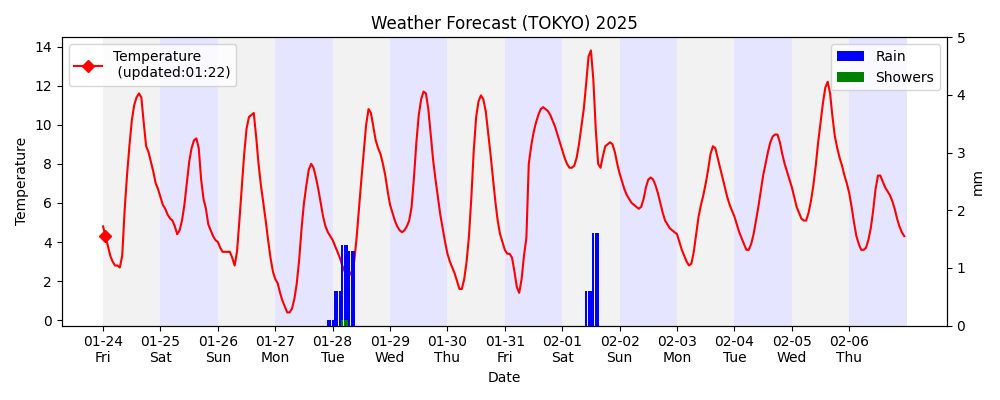 Weather Forecast (TOKYO) 2025
Temperature
(updated:01:22)
Rain
Showers
Temperature
14
12
10
8
6
4
2
0
5
4
3
2
1
0
mm
01-24 01-25 01-26 01-27 01-28 01-29 01-30 01-31 02-01 02-02 02-03 02-04 02-05 02-06
Fri Sat Sun Mon Tue Wed Thu Fri Sat Sun Mon Tue Wed Thu
Date